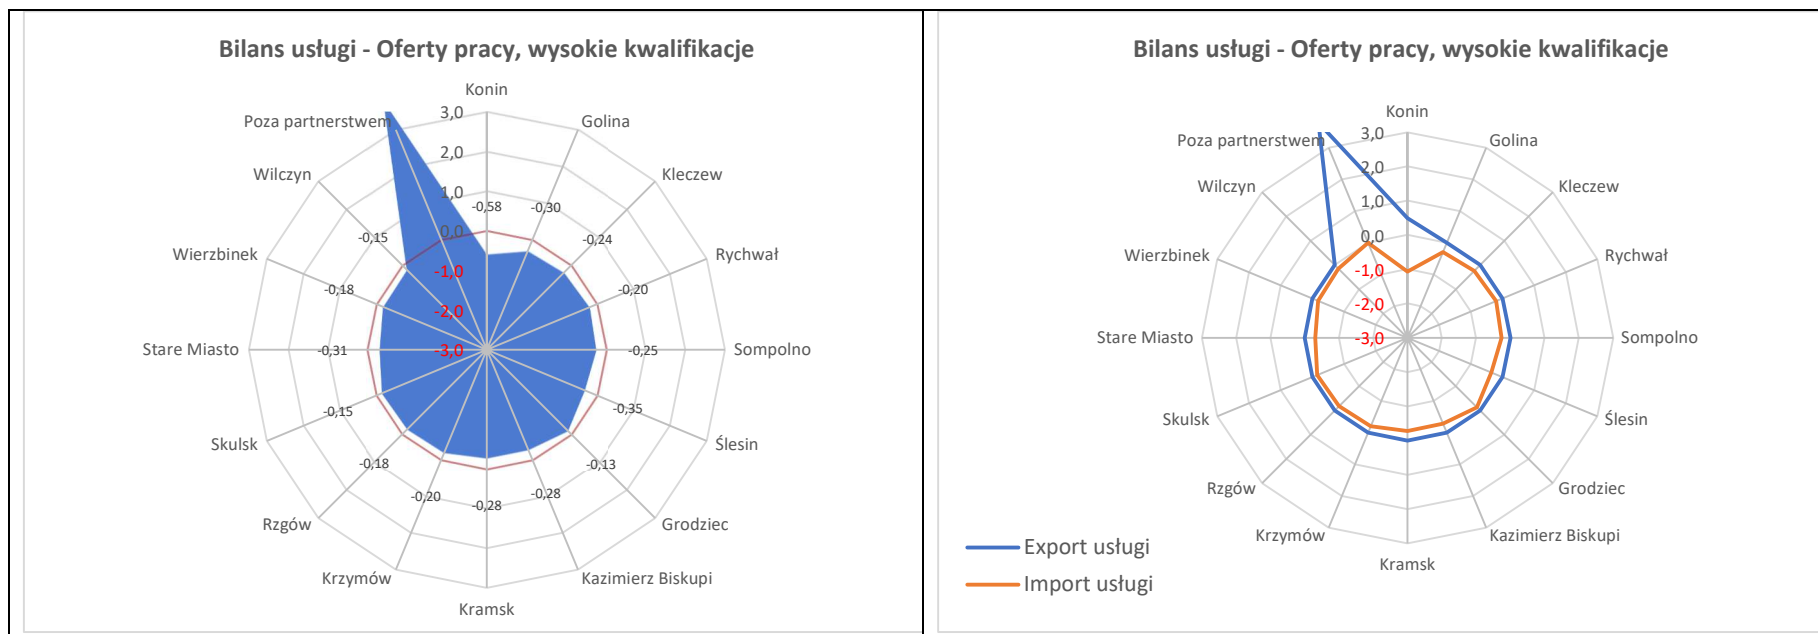 Bilans usługi - Oferty pracy, wysokie kwalifikacje
Konin
Golina
Kleczew
Rychwał
Sompolno
Ślesin
Grodziec
Kazimierz Biskupi
Kramsk
Krzymów
Rzgów
Skulsk
Stare Miasto
Wierzbinek
Wilczyn
Poza partnerstwem
3,0
2,0
1,0
0,0
-1,0
-2,0
-3,0
-0,58
-0,30
-0,24
-0,20
-0,25
-0,35
-0,13
-0,28
-0,28
-0,20
-0,18
-0,15
-0,31
-0,18
-0,15
Bilans usługi - Oferty pracy, wysokie kwalifikacje
Konin
Golina
Kleczew
Rychwał
Sompolno
Ślesin
Grodziec
Kazimierz Biskupi
Kramsk
Krzymów
Rzgów
Skulsk
Stare Miasto
Wierzbinek
Wilczyn
Poza partnerstwem
3,0
2,0
1,0
0,0
-1,0
-2,0
-3,0
Export usługi
Import usługi